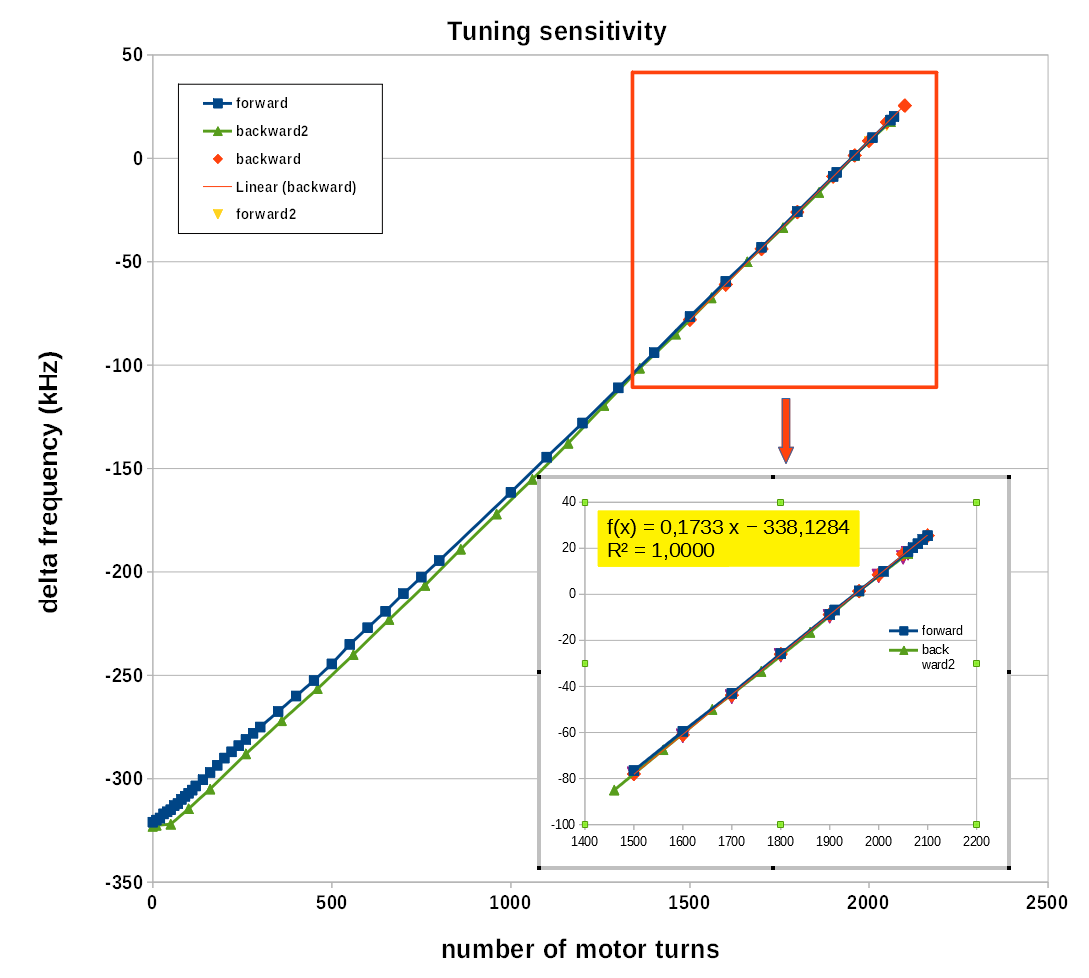 Tuning sensitivity
50
0
-50
-100
-150
-200
-250
-300
-350
delta frequency (kHz)
forward
backward2
backward
Linear (backward)
forward2
40
20
0
-20
-40
-60
-80
-100
f(x) = 0,1733 x − 338,1284
R² = 1,0000
forward
back
ward2
1400 1500 1600 1700 1800 1900 2000 2100 2200
0 500 1000 1500 2000 2500
number of motor turns